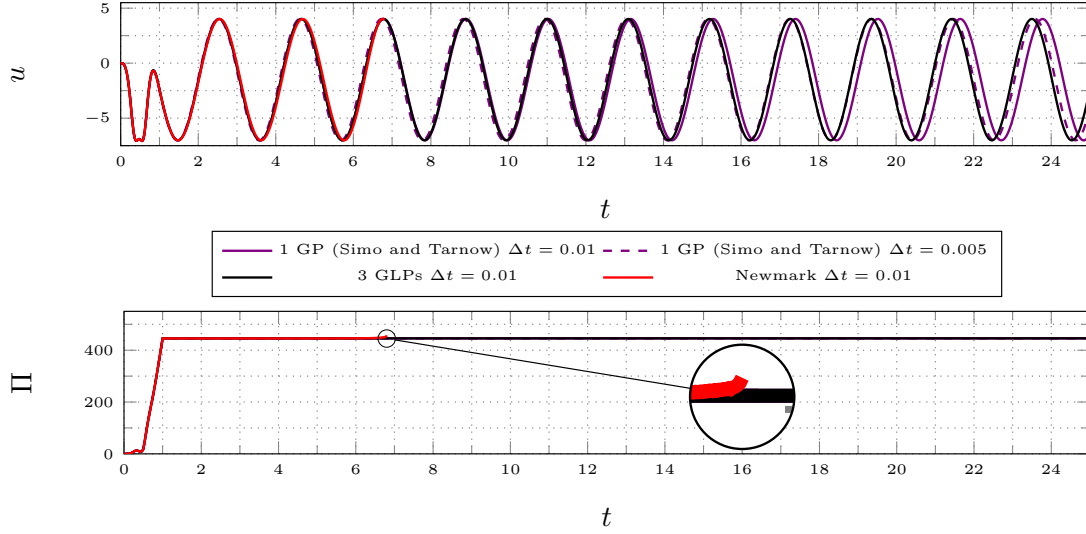 5
0
−5
u
0 2 4 6 8 10 12 14 16 18 20 22 24
t
1 GP (Simo and Tarnow) Δt = 0.01 1 GP (Simo and Tarnow) Δt = 0.005
3 GLPs Δt = 0.01 Newmark Δt = 0.01
400
200
0
Π
0 2 4 6 8 10 12 14 16 18 20 22 24
t